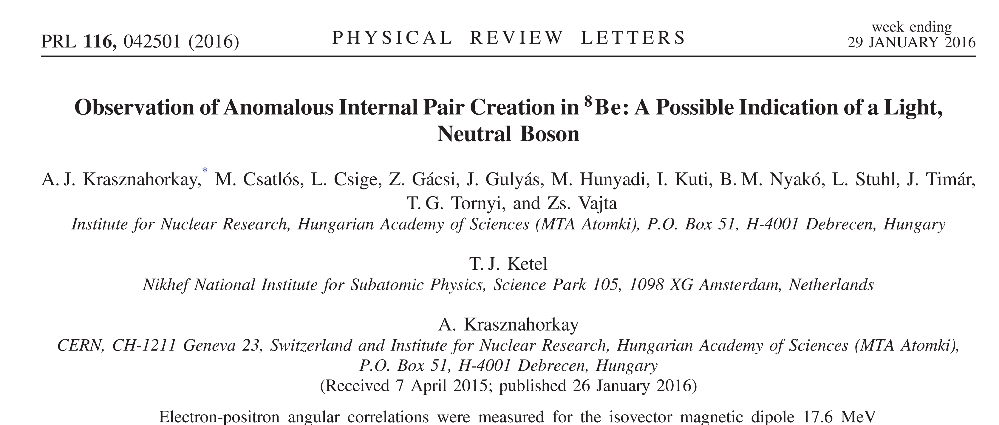 PRL 116, 042501 (2016)
PHYSICAL REVIEW LETTERS
week ending
29 JANUARY 2016
Observation of Anomalous Internal Pair Creation in ⁸Be: A Possible Indication of a Light,
Neutral Boson
A. J. Krasznahorkay,* M. Csatlós, L. Csige, Z. Gácsi, J. Gulyás, M. Hunyadi, I. Kuti, B. M. Nyakó, L. Stuhl, J. Timár,
T. G. Tornyi, and Zs. Vajta
Institute for Nuclear Research, Hungarian Academy of Sciences (MTA Atomki), P.O. Box 51, H-4001 Debrecen, Hungary
T. J. Ketel
Nikhef National Institute for Subatomic Physics, Science Park 105, 1098 XG Amsterdam, Netherlands
A. Krasznahorkay
CERN, CH-1211 Geneva 23, Switzerland and Institute for Nuclear Research, Hungarian Academy of Sciences (MTA Atomki),
P.O. Box 51, H-4001 Debrecen, Hungary
(Received 7 April 2015; published 26 January 2016)
Electron-positron angular correlations were measured for the isovector magnetic dipole 17.6 MeV